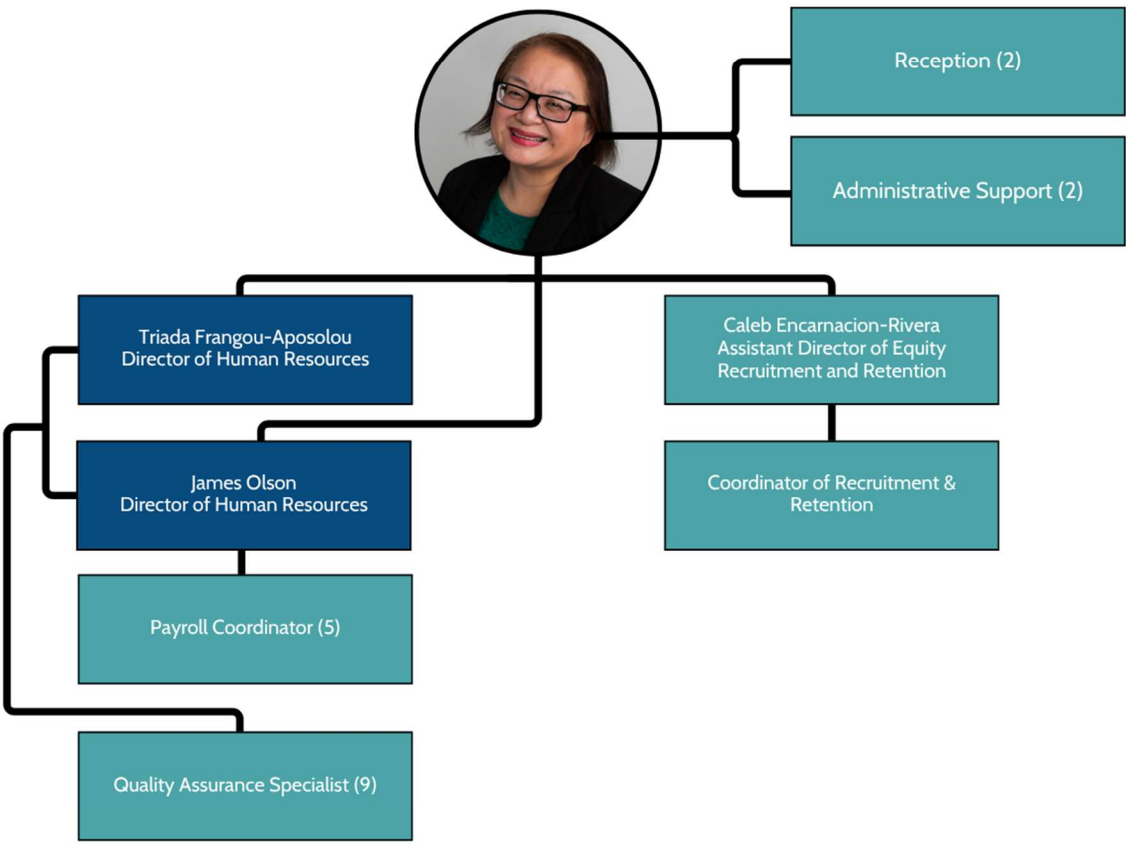 Reception (2)
Administrative Support (2)
Triada Frangou-Aposolou
Director of Human Resources
Caleb Encarnacion-Rivera
Assistant Director of Equity
Recruitment and Retention
James Olson
Director of Human Resources
Coordinator of Recruitment &
Retention
Payroll Coordinator (5)
Quality Assurance Specialist (9)